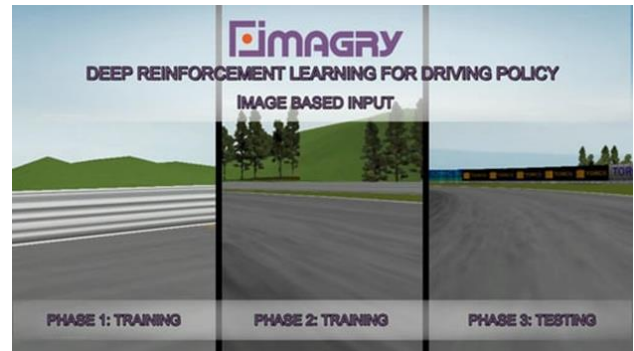 imagry
DEEP REINFORCEMENT LEARNING FOR DRIVING POLICY
IMAGE BASED INPUT
PHASE 1: TRAINING
PHASE 2: TRAINING
PHASE 3: TESTING